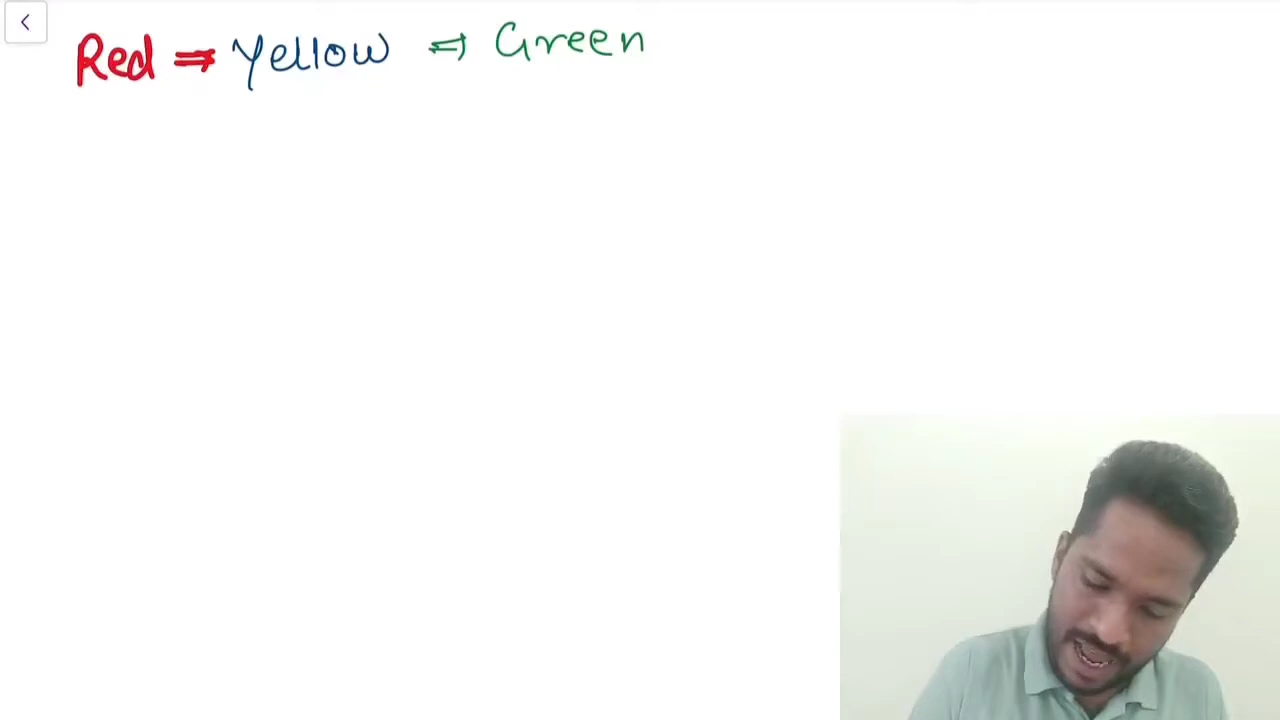 Red ⇒ Yellow ⇒ Green